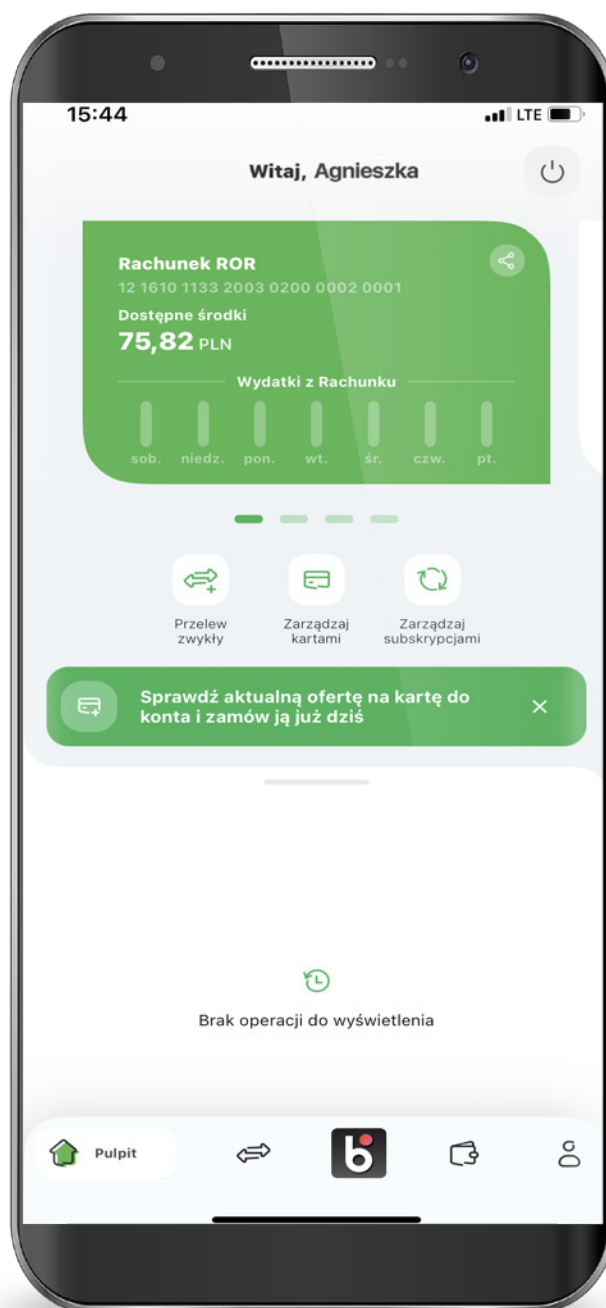 15:44
LTE
Witaj, Agnieszka
Rachunek ROR
12 1610 1133 2003 0200 0002 0001
Dostępne środki
75,82 PLN
Wydatki z Rachunku
sob. niedz. pon. wt. śr. czw. pt.
Przelew
zwykły
Zarządzaj
kartami
Zarządzaj
subskrypcjami
Sprawdź aktualną ofertę na kartę do
konta i zamów ją już dziś
Brak operacji do wyświetlenia
Pulpit
b